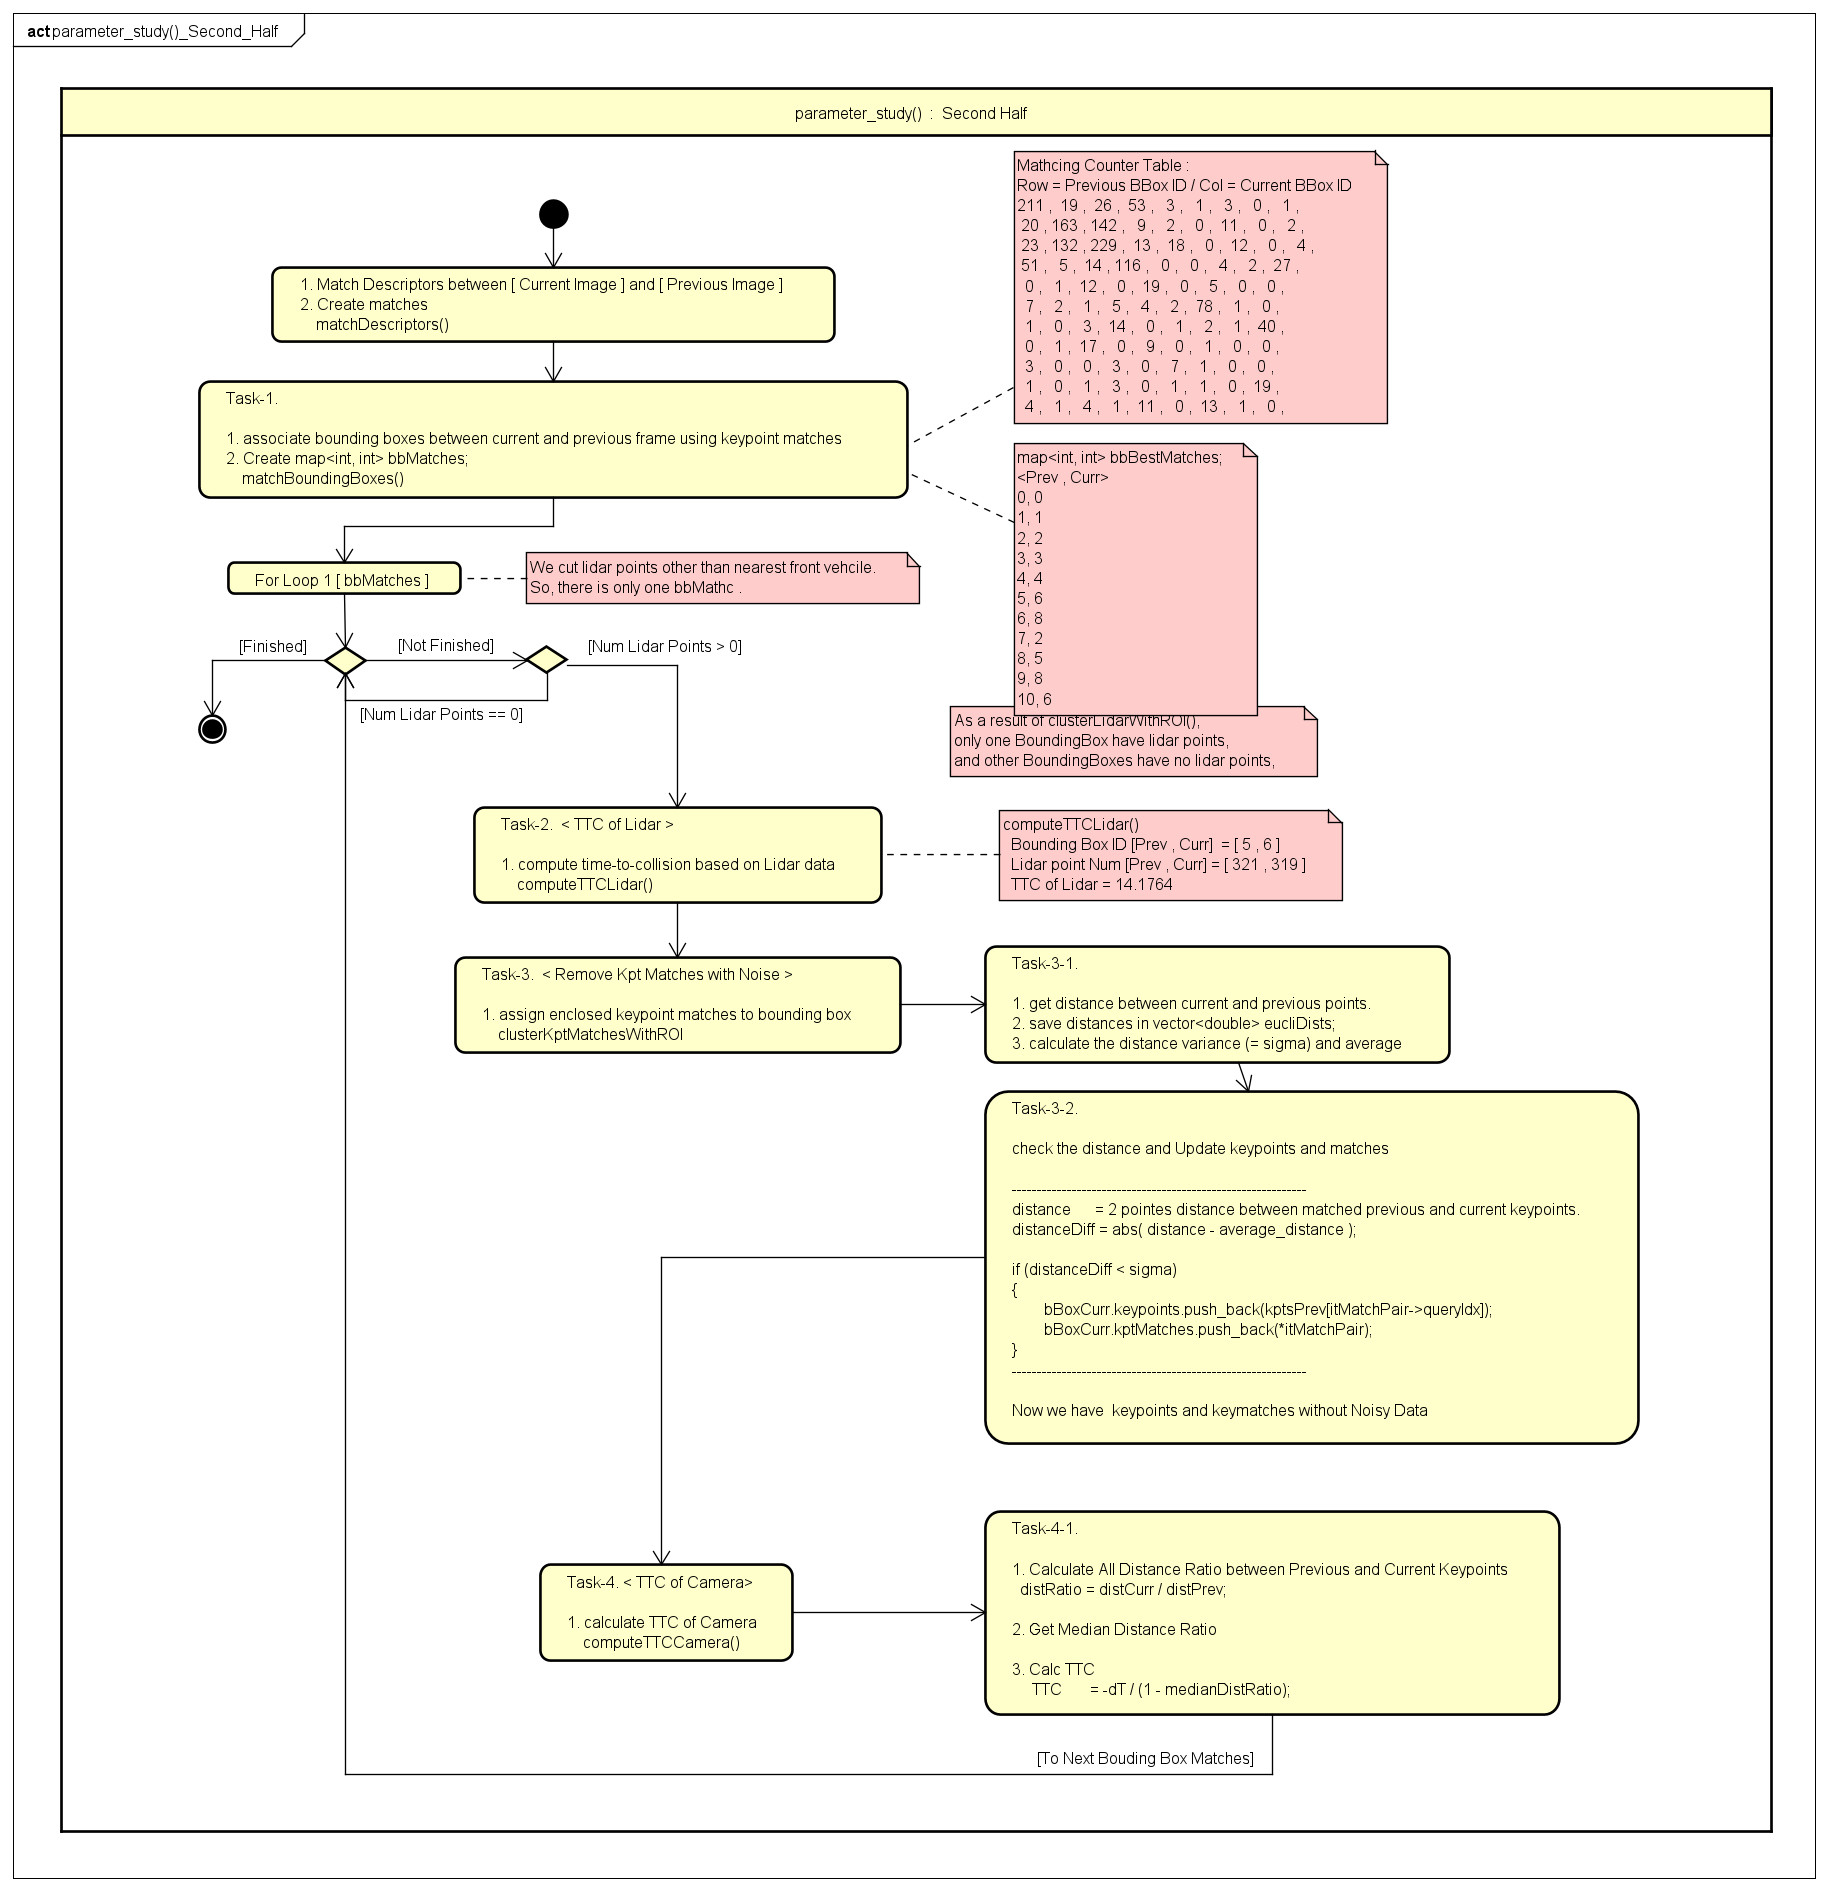 act parameter_study()_Second_Half
parameter_study()  :  Second Half
Mathcing Counter Table :
Row = Previous BBox ID / Col = Current BBox ID
211 ,  19 ,  26 ,  53 ,   3 ,   1 ,   3 ,   0 ,   1 ,
20 , 163 , 142 ,   9 ,   2 ,   0 ,  11 ,   0 ,   2 ,
23 , 132 , 229 ,  13 ,  18 ,   0 ,  12 ,   0 ,   4 ,
51 ,   5 ,  14 , 116 ,   0 ,   0 ,   4 ,   2 ,  27 ,
0 ,   1 ,  12 ,   0 ,  19 ,   0 ,   5 ,   0 ,   0 ,
7 ,   2 ,   1 ,   5 ,   4 ,   2 ,  78 ,   1 ,   0 ,
1 ,   0 ,   3 ,  14 ,   0 ,   1 ,   2 ,   1 ,  40 ,
0 ,   1 ,  17 ,   0 ,   9 ,   0 ,   1 ,   0 ,   0 ,
3 ,   0 ,   0 ,   3 ,   0 ,   7 ,   1 ,   0 ,   0 ,
1 ,   0 ,   1 ,   3 ,   0 ,   1 ,   1 ,   0 ,  19 ,
4 ,   1 ,   4 ,   1 ,  11 ,   0 ,  13 ,   1 ,   0 ,
1. Match Descriptors between [ Current Image ] and [ Previous Image ]
2. Create matches
matchDescriptors()
Task-1.
1. associate bounding boxes between current and previous frame using keypoint matches
2. Create map<int, int> bbMatches;
matchBoundingBoxes()
map<int, int> bbBestMatches;
<Prev , Curr>
0, 0
1, 1
2, 2
3, 3
4, 4
5, 6
6, 8
7, 2
8, 5
9, 8
10, 6
For Loop 1 [ bbMatches ]
We cut lidar points other than nearest front vehcile.
So, there is only one bbMathc .
[Finished]
[Not Finished]
[Num Lidar Points > 0]
[Num Lidar Points == 0]
As a result of clusterLidarWithROI(),
only one BoundingBox have lidar points,
and other BoundingBoxes have no lidar points,
Task-2.  < TTC of Lidar >
1. compute time-to-collision based on Lidar data
computeTTCLidar()
computeTTCLidar()
Bounding Box ID [Prev , Curr]  = [ 5 , 6 ]
Lidar point Num [Prev , Curr] = [ 321 , 319 ]
TTC of Lidar = 14.1764
Task-3.  < Remove Kpt Matches with Noise >
1. assign enclosed keypoint matches to bounding box
clusterKptMatchesWithROI
Task-3-1.
1. get distance between current and previous points.
2. save distances in vector<double> eucliDists;
3. calculate the distance variance (= sigma) and average
Task-3-2.
check the distance and Update keypoints and matches
-----------------------------------------------------------
distance      = 2 pointes distance between matched previous and current keypoints.
distanceDiff = abs( distance - average_distance );
if (distanceDiff < sigma)
{
bBoxCurr.keypoints.push_back(kptsPrev[itMatchPair->queryIdx]);
bBoxCurr.kptMatches.push_back(*itMatchPair);
}
-----------------------------------------------------------
Now we have  keypoints and keymatches without Noisy Data
Task-4. < TTC of Camera>
1. calculate TTC of Camera
computeTTCCamera()
Task-4-1.
1. Calculate All Distance Ratio between Previous and Current Keypoints
distRatio = distCurr / distPrev;
2. Get Median Distance Ratio
3. Calc TTC
TTC       = -dT / (1 - medianDistRatio);
[To Next Bouding Box Matches]